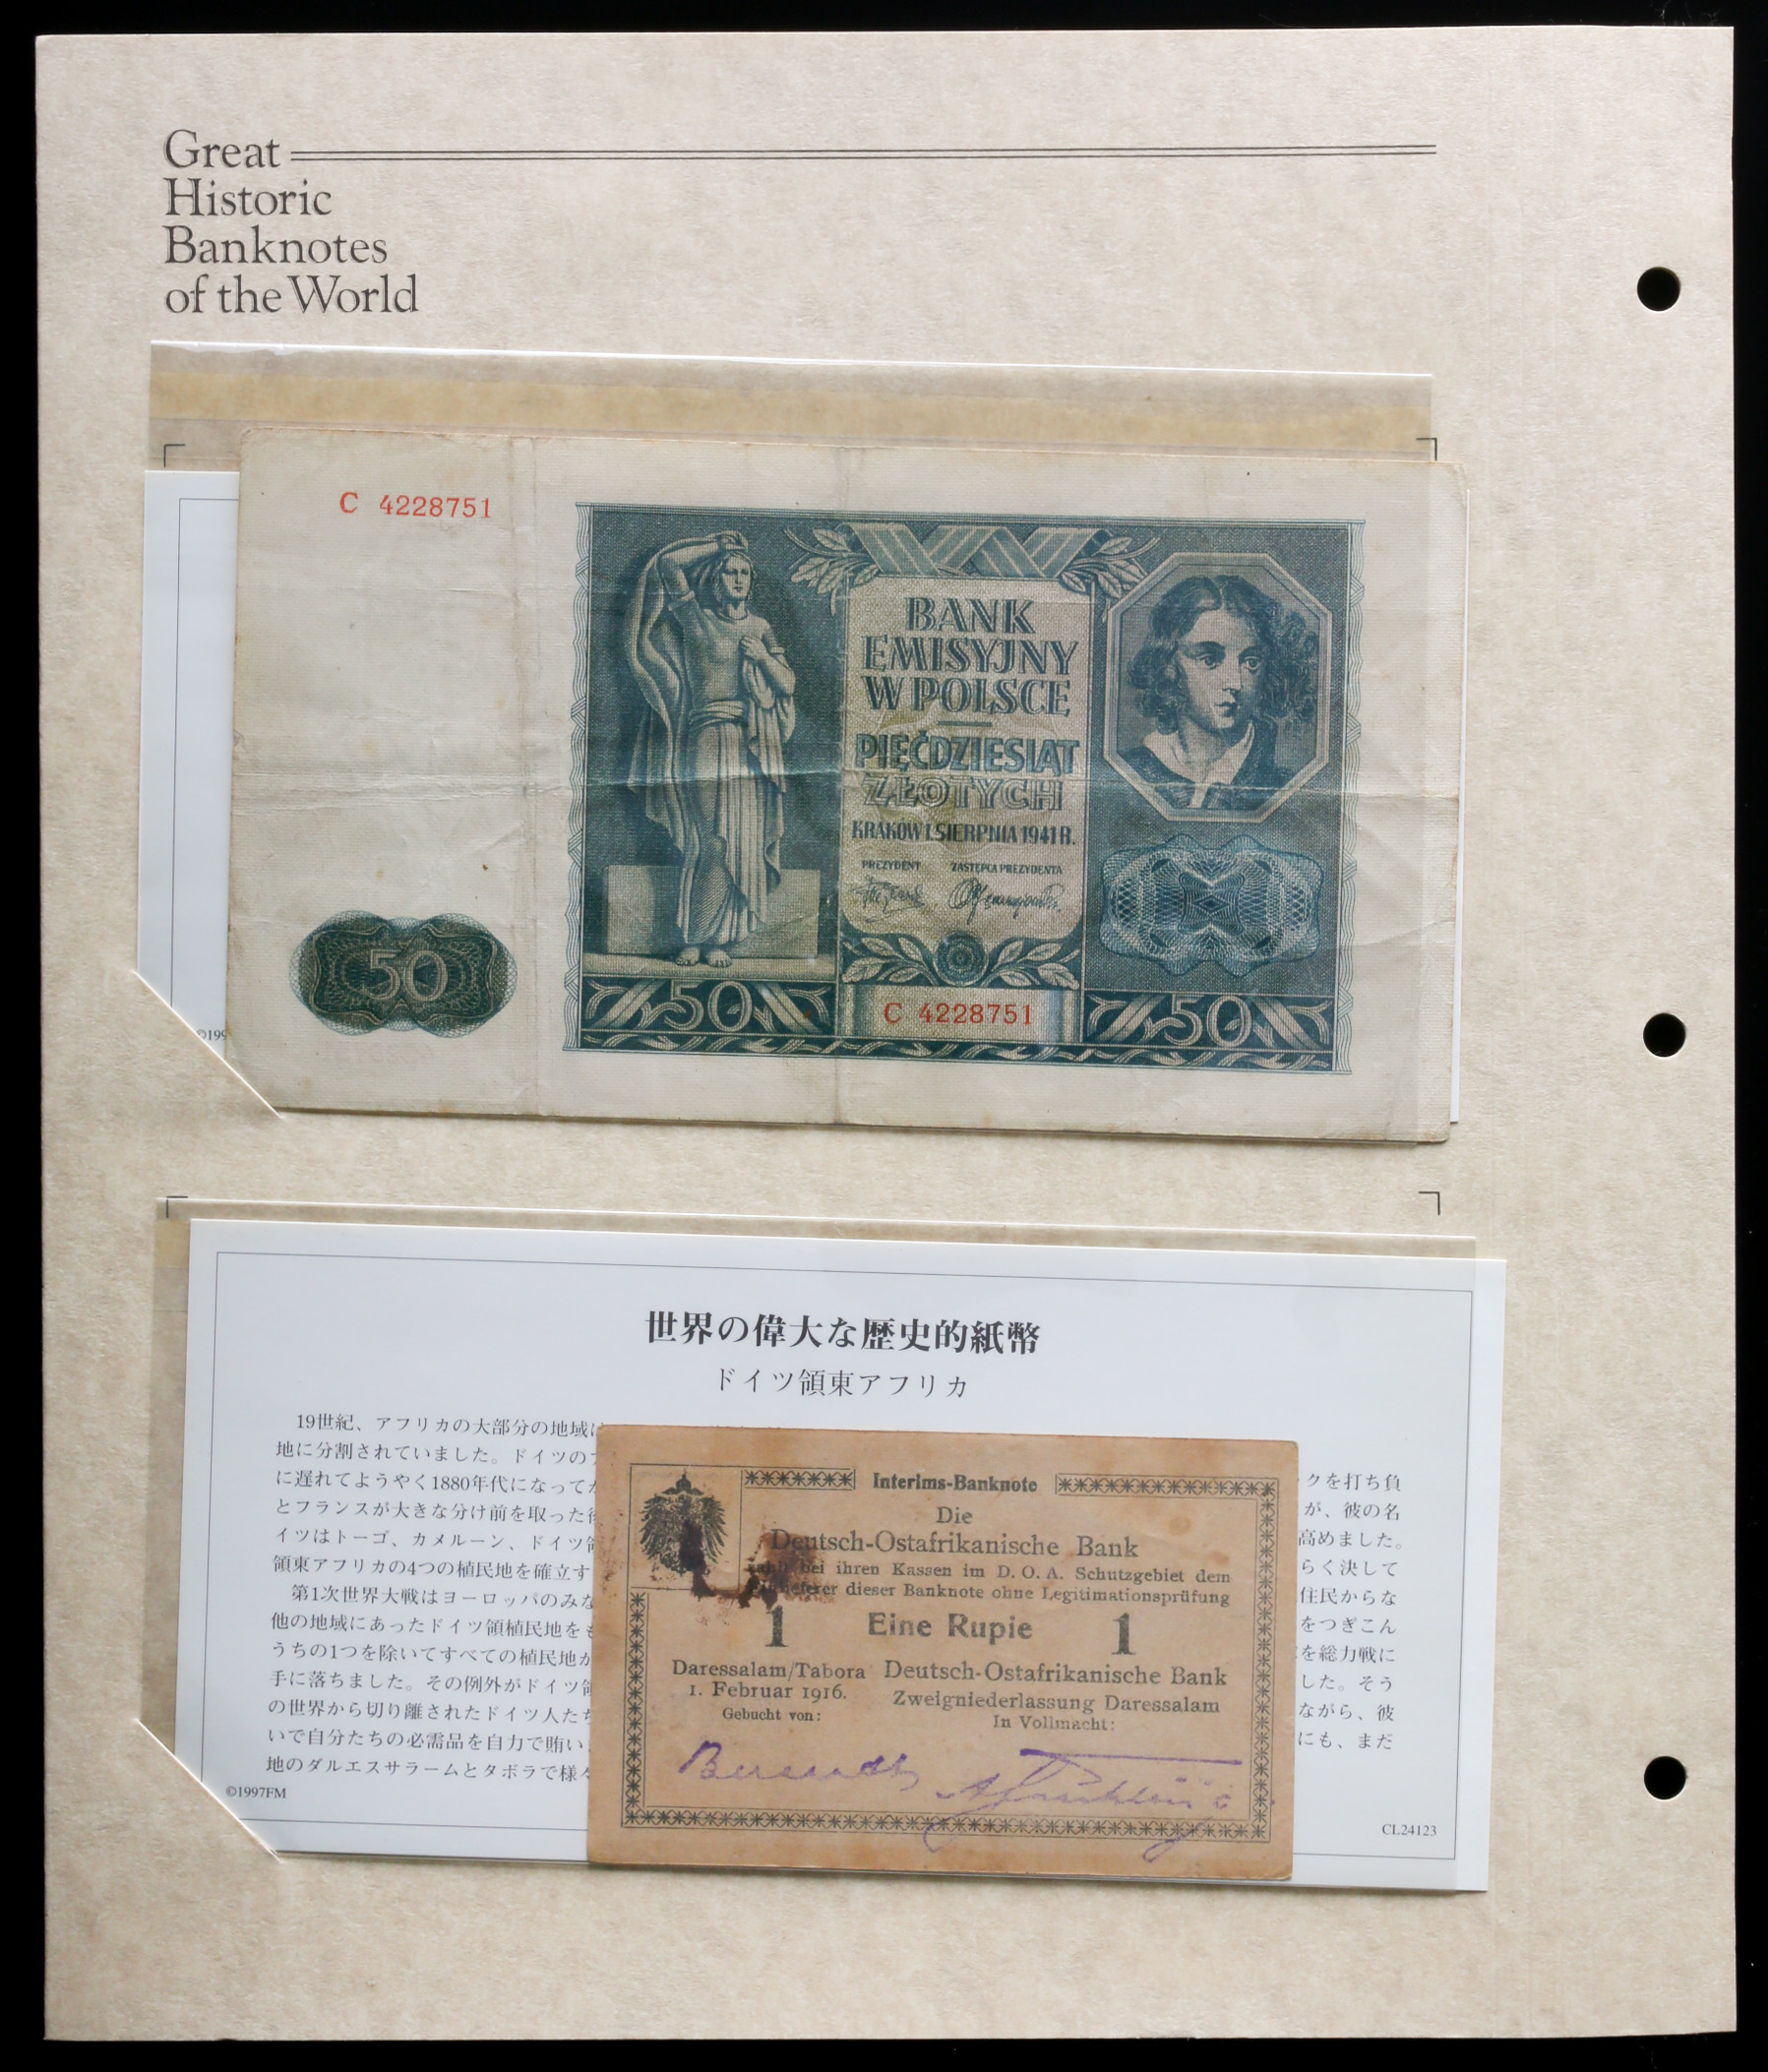 Great
Historic
Banknotes
of the World
C 4228751
BANK
EMISYJNY
W POLSCE
PIĘĆDZIESIĄT
ZŁOTYCH
KRAKÓW 1. SIERPNIA 1941 R.
PREZYDENT ZASTĘPCA PREZYDENTA
50
50 C 4228751 50
©199
世界の偉大な歴史的紙幣
ドイツ領東アフリカ
19世紀、アフリカの大部分の地域
地に分割されていました。ドイツの
に遅れてようやく1880年代になって
とフランスが大きな分け前を取った
イツはトーゴ、カメルーン、ドイツ
領東アフリカの4つの植民地を確立す
第1次世界大戦はヨーロッパのみな
他の地域にあったドイツ領植民地を
うちの1つを除いてすべての植民地が
手に落ちました。その例外がドイツ領
の世界から切り離されたドイツ人たち
いで自分たちの必需品を自力で賄い
地のダルエスサラームとタボラで様々
©1997FM
クを打ち負
が、彼の名
高めました。
らく決して
住民からな
をつぎこん
を総力戦に
した。そう
ながら、彼
にも、まだ
CL24123
Interims-Banknote
Die
Deutsch-Ostafrikanische Bank
zahlt bei ihren Kassen im D. O. A. Schutzgebiet dem
Einlieferer dieser Banknote ohne Legitimationsprüfung
1 Eine Rupie 1
Daressalam/Tabora Deutsch-Ostafrikanische Bank
1. Februar 1916. Zweigniederlassung Daressalam
Gebucht von: In Vollmacht: